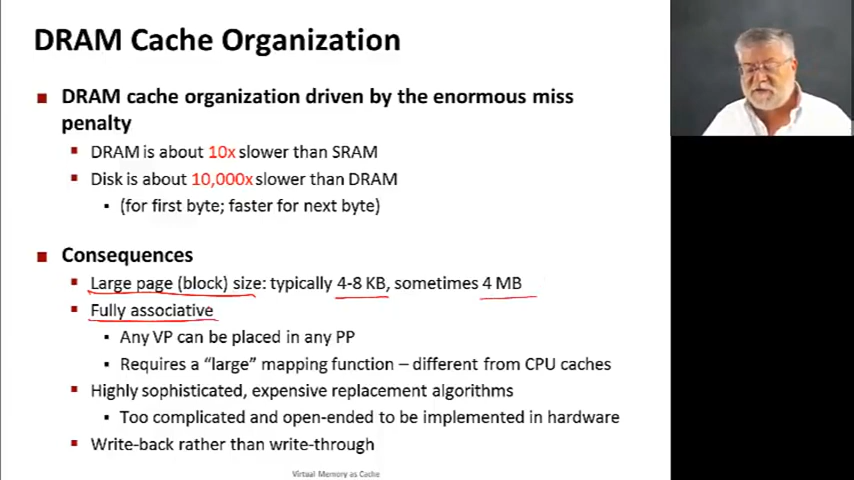 DRAM Cache Organization
DRAM cache organization driven by the enormous miss
penalty
DRAM is about 10x slower than SRAM
Disk is about 10,000x slower than DRAM
(for first byte; faster for next byte)
Consequences
Large page (block) size: typically 4-8 KB, sometimes 4 MB
Fully associative
Any VP can be placed in any PP
Requires a “large” mapping function – different from CPU caches
Highly sophisticated, expensive replacement algorithms
Too complicated and open-ended to be implemented in hardware
Write-back rather than write-through
Virtual Memory as Cache